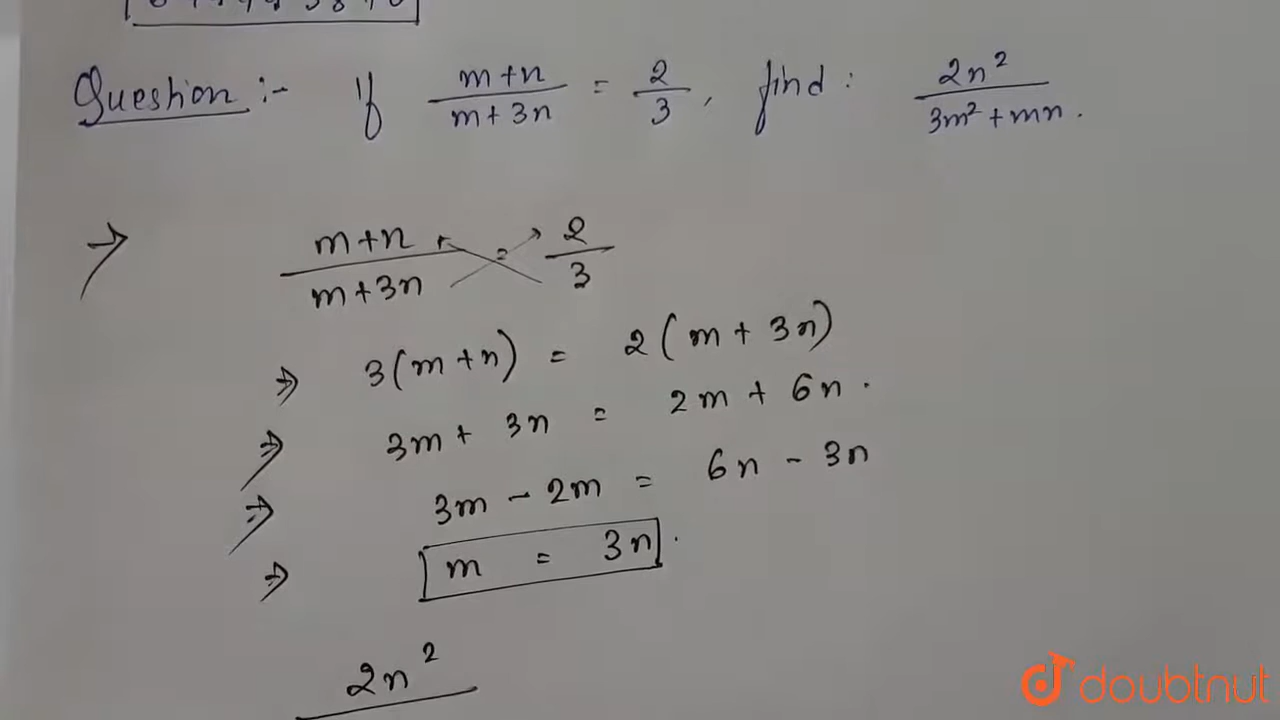 Question :- If (m+n)/(m+3n) = 2/3, find : 2n²/(3m²+mn).
⇒ (m+n)/(m+3n) = 2/3
⇒ 3(m+n) = 2(m+3n)
⇒ 3m + 3n = 2m + 6n.
⇒ 3m - 2m = 6n - 3n
⇒ m = 3n.
2n²
doubtnut